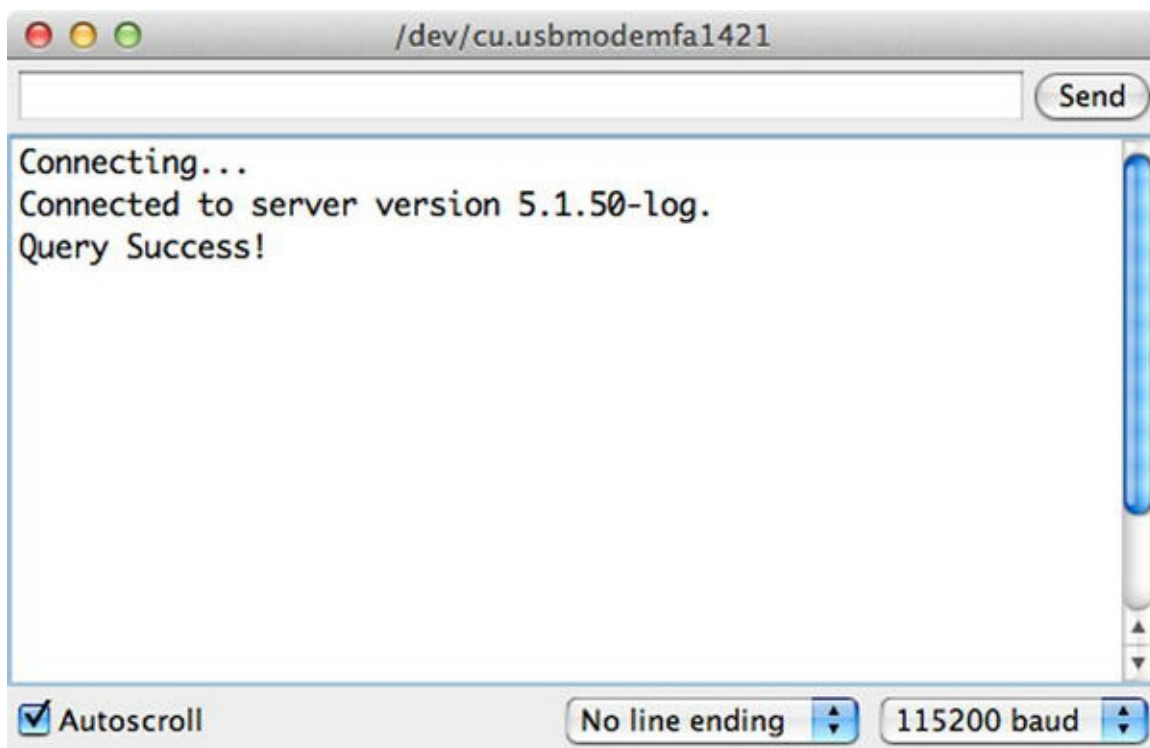 /dev/cu.usbmodemfa1421
Send
Connecting...
Connected to server version 5.1.50-log.
Query Success!
Autoscroll
No line ending
115200 baud